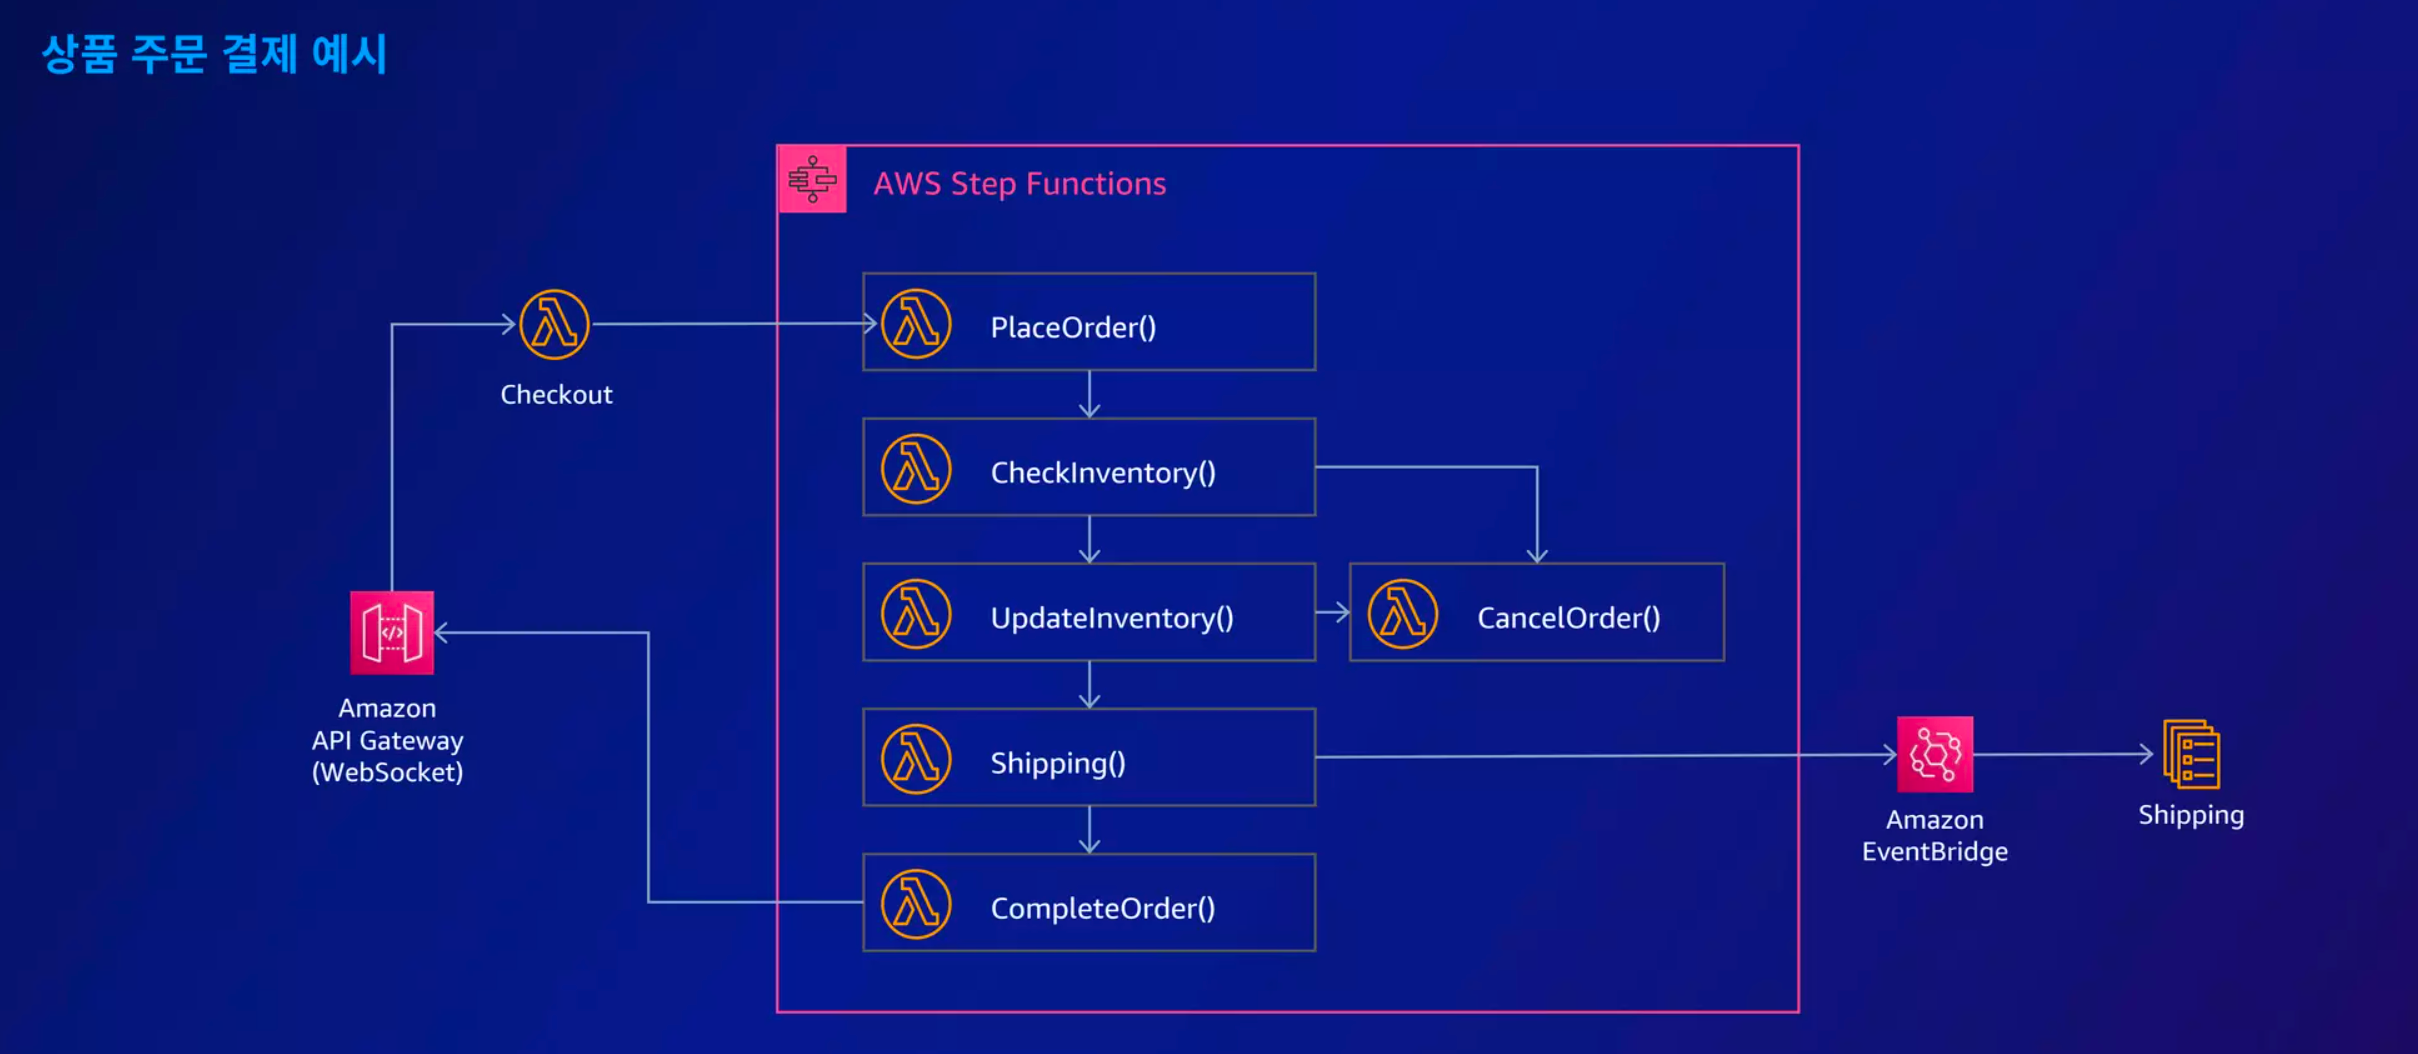 상품 주문 결제 예시
AWS Step Functions
PlaceOrder()
Checkout
CheckInventory()
UpdateInventory()
CancelOrder()
Amazon
API Gateway
(WebSocket)
Shipping()
Amazon
EventBridge
Shipping
CompleteOrder()